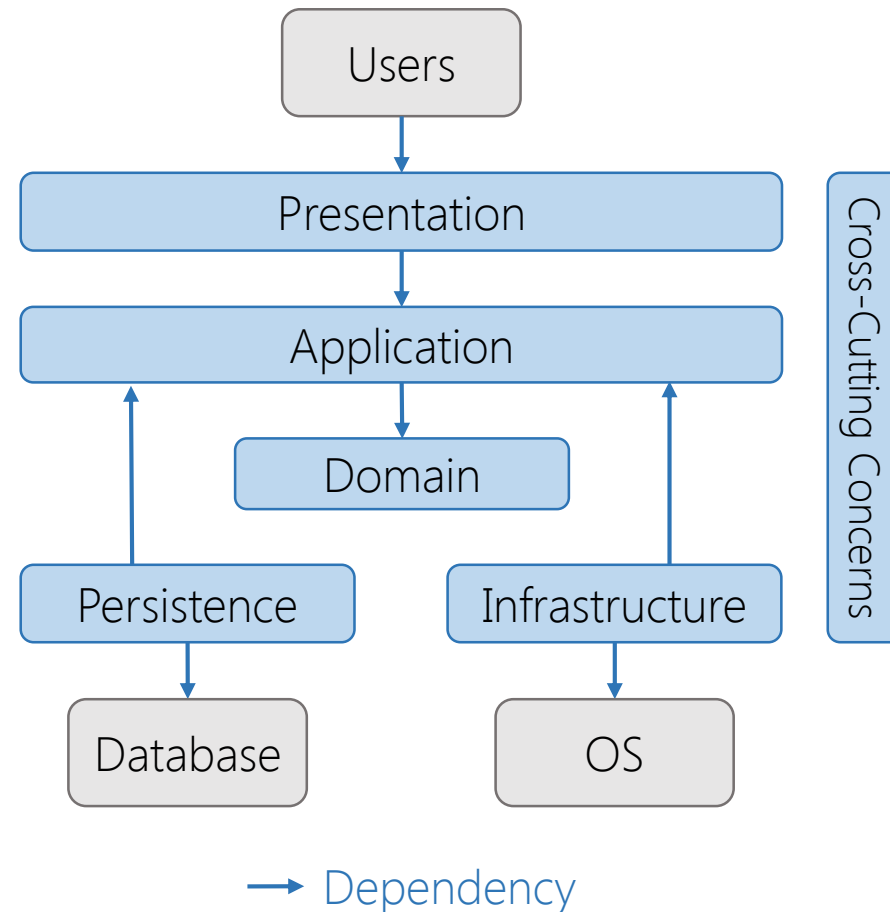 Users
Presentation
Cross-Cutting Concerns
Application
Domain
Persistence
Infrastructure
Database
OS
Dependency